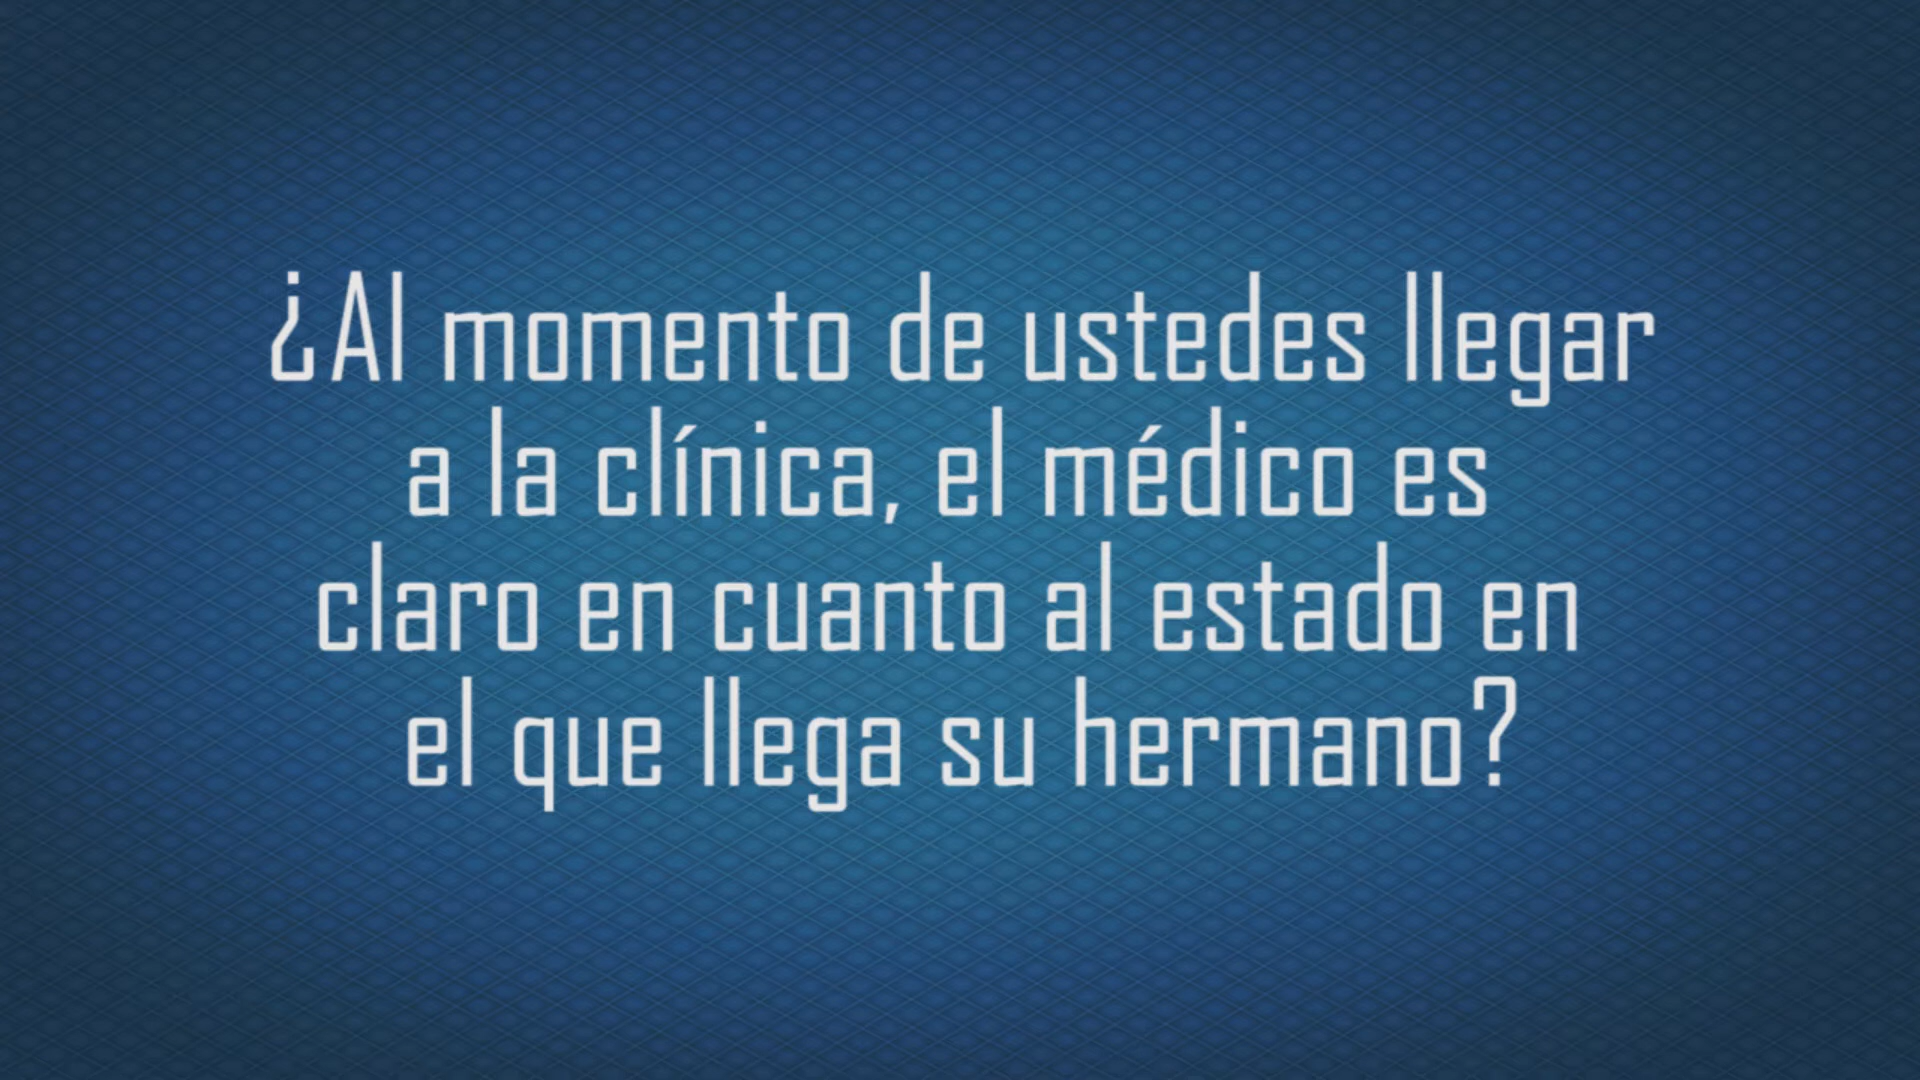 ¿Al momento de ustedes llegar
a la clínica, el médico es
claro en cuanto al estado en
el que llega su hermano?